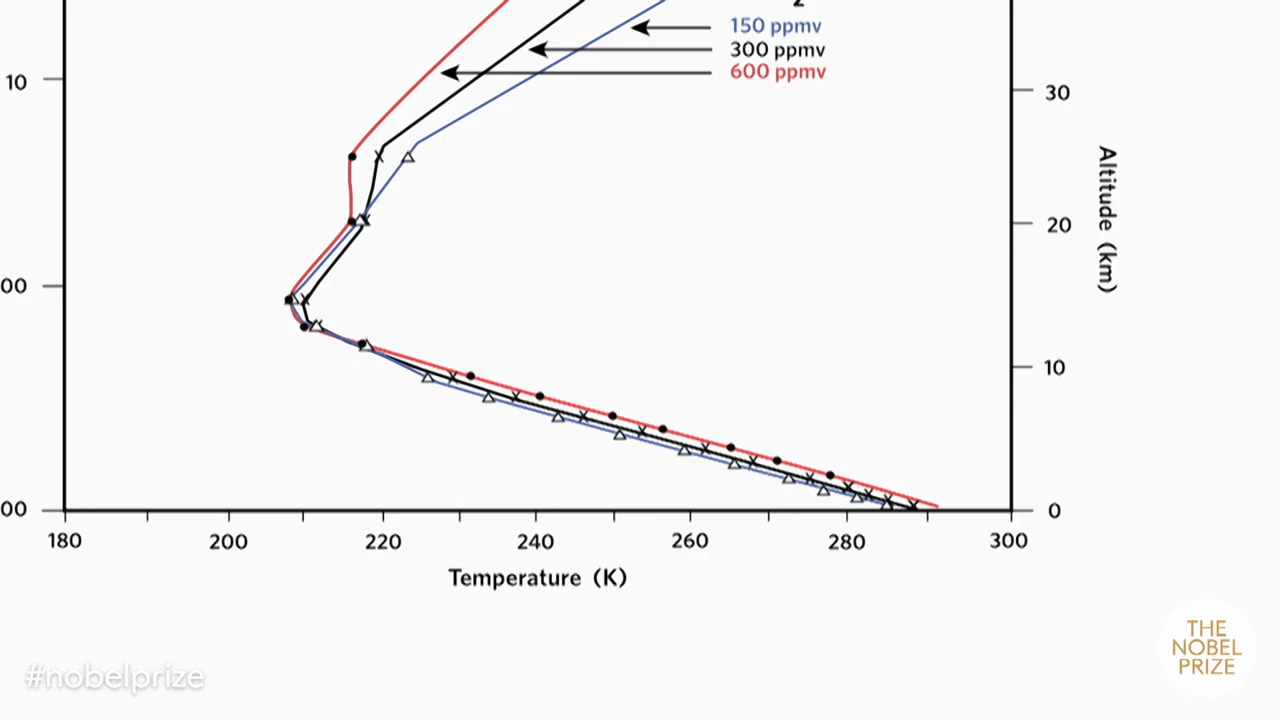 150 ppmv
300 ppmv
600 ppmv
10
30
20
10
0
00
00
Altitude (km)
180 200 220 240 260 280 300
Temperature (K)
#nobelprize
THE
NOBEL
PRIZE